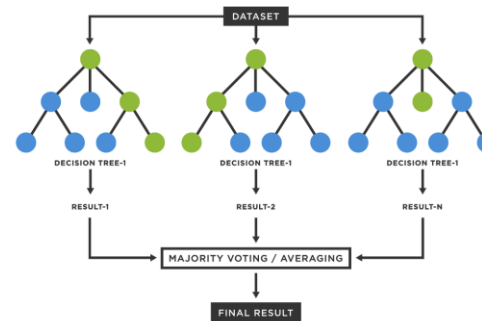 DATASET
DECISION TREE-1
DECISION TREE-1
DECISION TREE-1
RESULT-1
RESULT-2
RESULT-N
MAJORITY VOTING / AVERAGING
FINAL RESULT